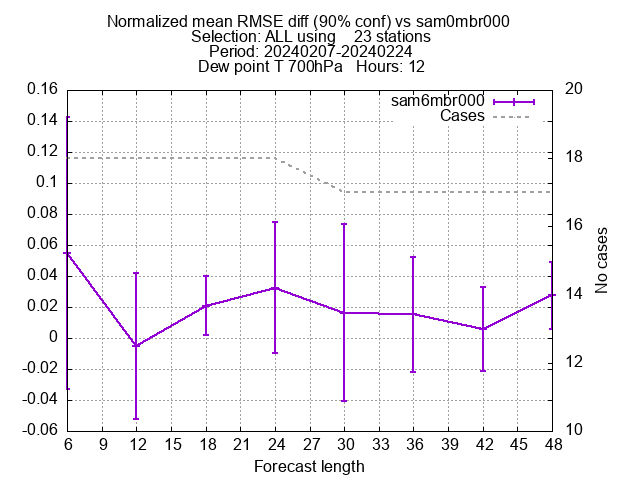 Normalized mean RMSE diff (90% conf) vs sam0mbr000
Selection: ALL using    23 stations
Period: 20240207-20240224
Dew point T 700hPa   Hours: 12
sam6mbr000
Cases
0.16
0.14
0.12
0.1
0.08
0.06
0.04
0.02
0
-0.02
-0.04
-0.06
20
18
16
14
12
10
No cases
6 9 12 15 18 21 24 27 30 33 36 39 42 45 48
Forecast length